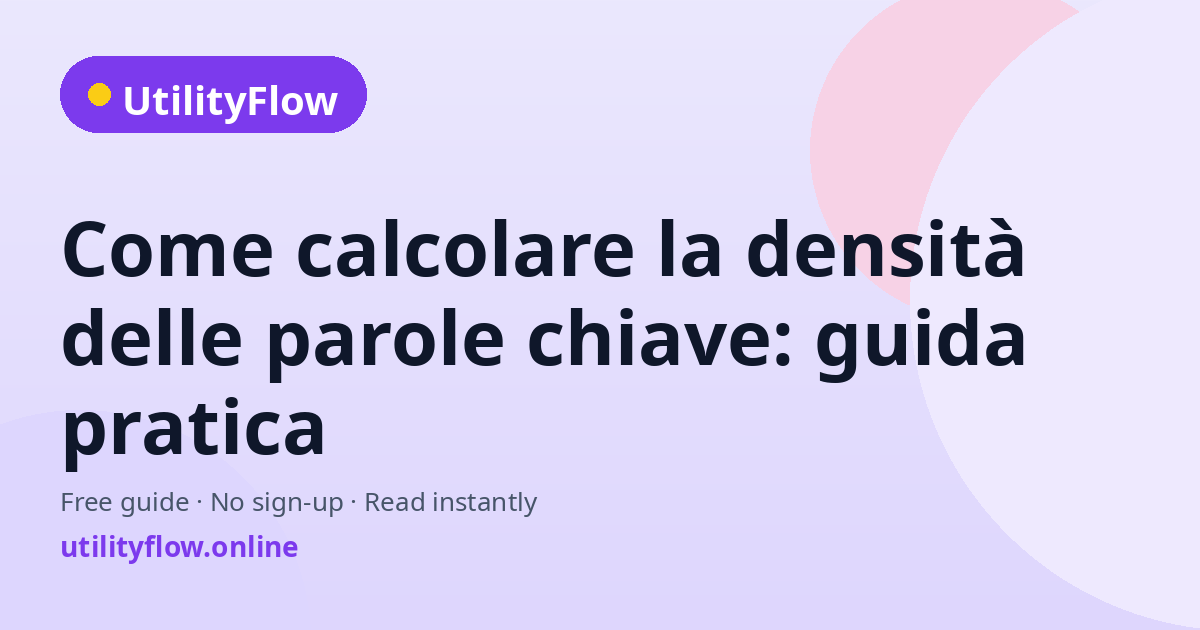 UtilityFlow
Come calcolare la densità
delle parole chiave: guida
pratica
Free guide · No sign-up · Read instantly
utilityflow.online